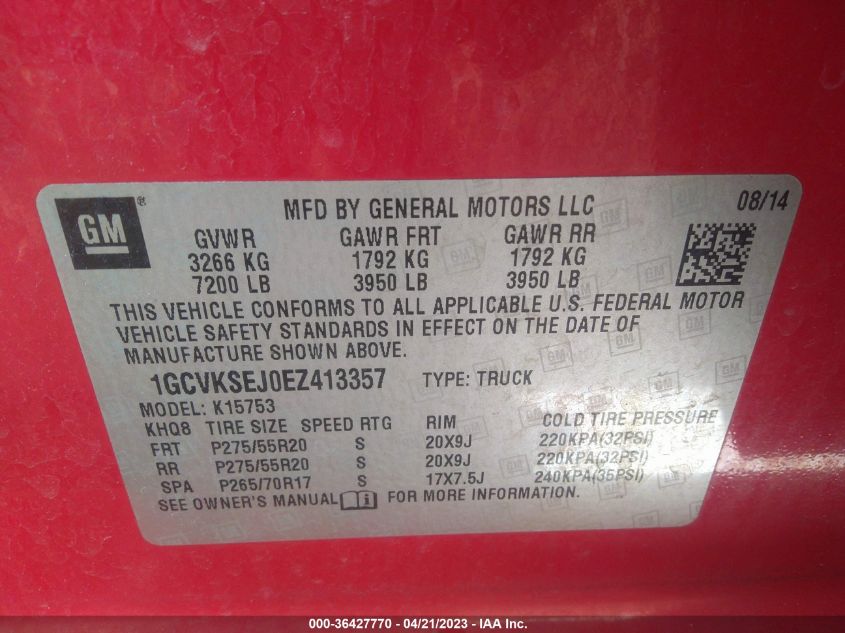 GM ®
MFD BY GENERAL MOTORS LLC 08/14
GVWR GAWR FRT GAWR RR
3266 KG 1792 KG 1792 KG
7200 LB 3950 LB 3950 LB
THIS VEHICLE CONFORMS TO ALL APPLICABLE U.S. FEDERAL MOTOR
VEHICLE SAFETY STANDARDS IN EFFECT ON THE DATE OF
MANUFACTURE SHOWN ABOVE.
1GCVKSEJ0EZ413357 TYPE: TRUCK
MODEL: K15753
KHQ8 TIRE SIZE SPEED RTG RIM COLD TIRE PRESSURE
FRT P275/55R20 S 20X9J 220KPA(32PSI)
RR P275/55R20 S 20X9J 220KPA(32PSI)
SPA P265/70R17 S 17X7.5J 240KPA(35PSI)
SEE OWNER'S MANUAL i FOR MORE INFORMATION.
000-36427770 - 04/21/2023 - IAA Inc.